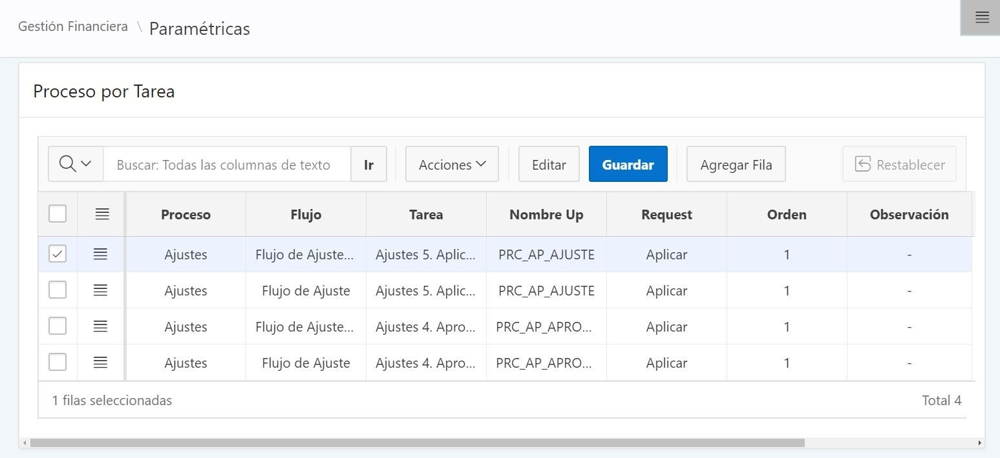 Gestión Financiera \ Paramétricas
Proceso por Tarea
Buscar: Todas las columnas de texto Ir Acciones Editar Guardar Agregar Fila Restablecer
Proceso Flujo Tarea Nombre Up Request Orden Observación
Ajustes Flujo de Ajuste... Ajustes 5. Aplic... PRC_AP_AJUSTE Aplicar 1 -
Ajustes Flujo de Ajuste Ajustes 5. Aplic... PRC_AP_AJUSTE Aplicar 1 -
Ajustes Flujo de Ajuste... Ajustes 4. Apro... PRC_AP_APRO... Aplicar 1 -
Ajustes Flujo de Ajuste Ajustes 4. Apro... PRC_AP_APRO... Aplicar 1 -
1 filas seleccionadas Total 4